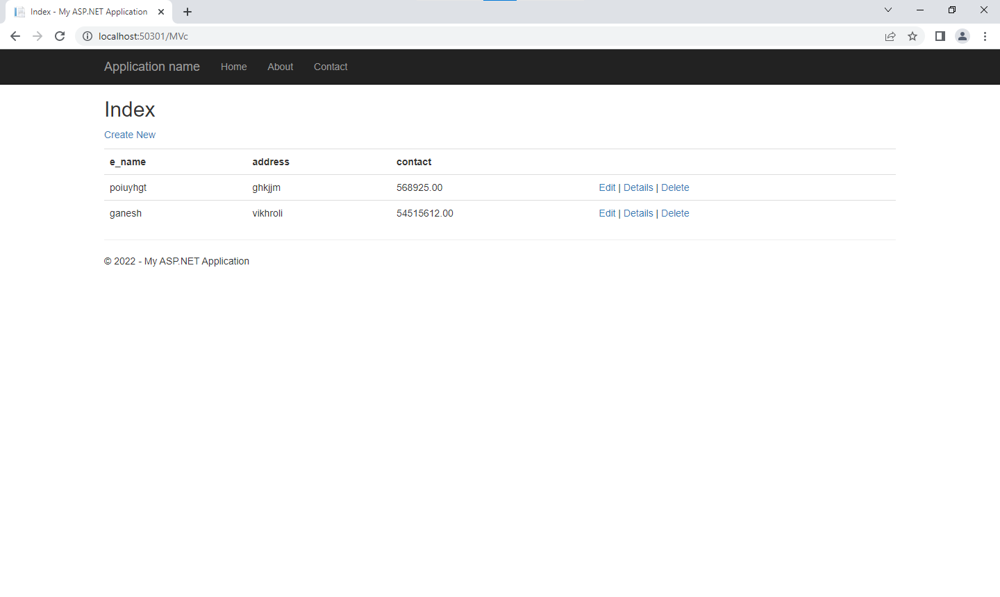 Index - My ASP.NET Application
localhost:50301/MVc
Application name Home About Contact
Index
Create New
e_name address contact
poiuyhgt ghkjjm 568925.00 Edit | Details | Delete
ganesh vikhroli 54515612.00 Edit | Details | Delete
© 2022 - My ASP.NET Application